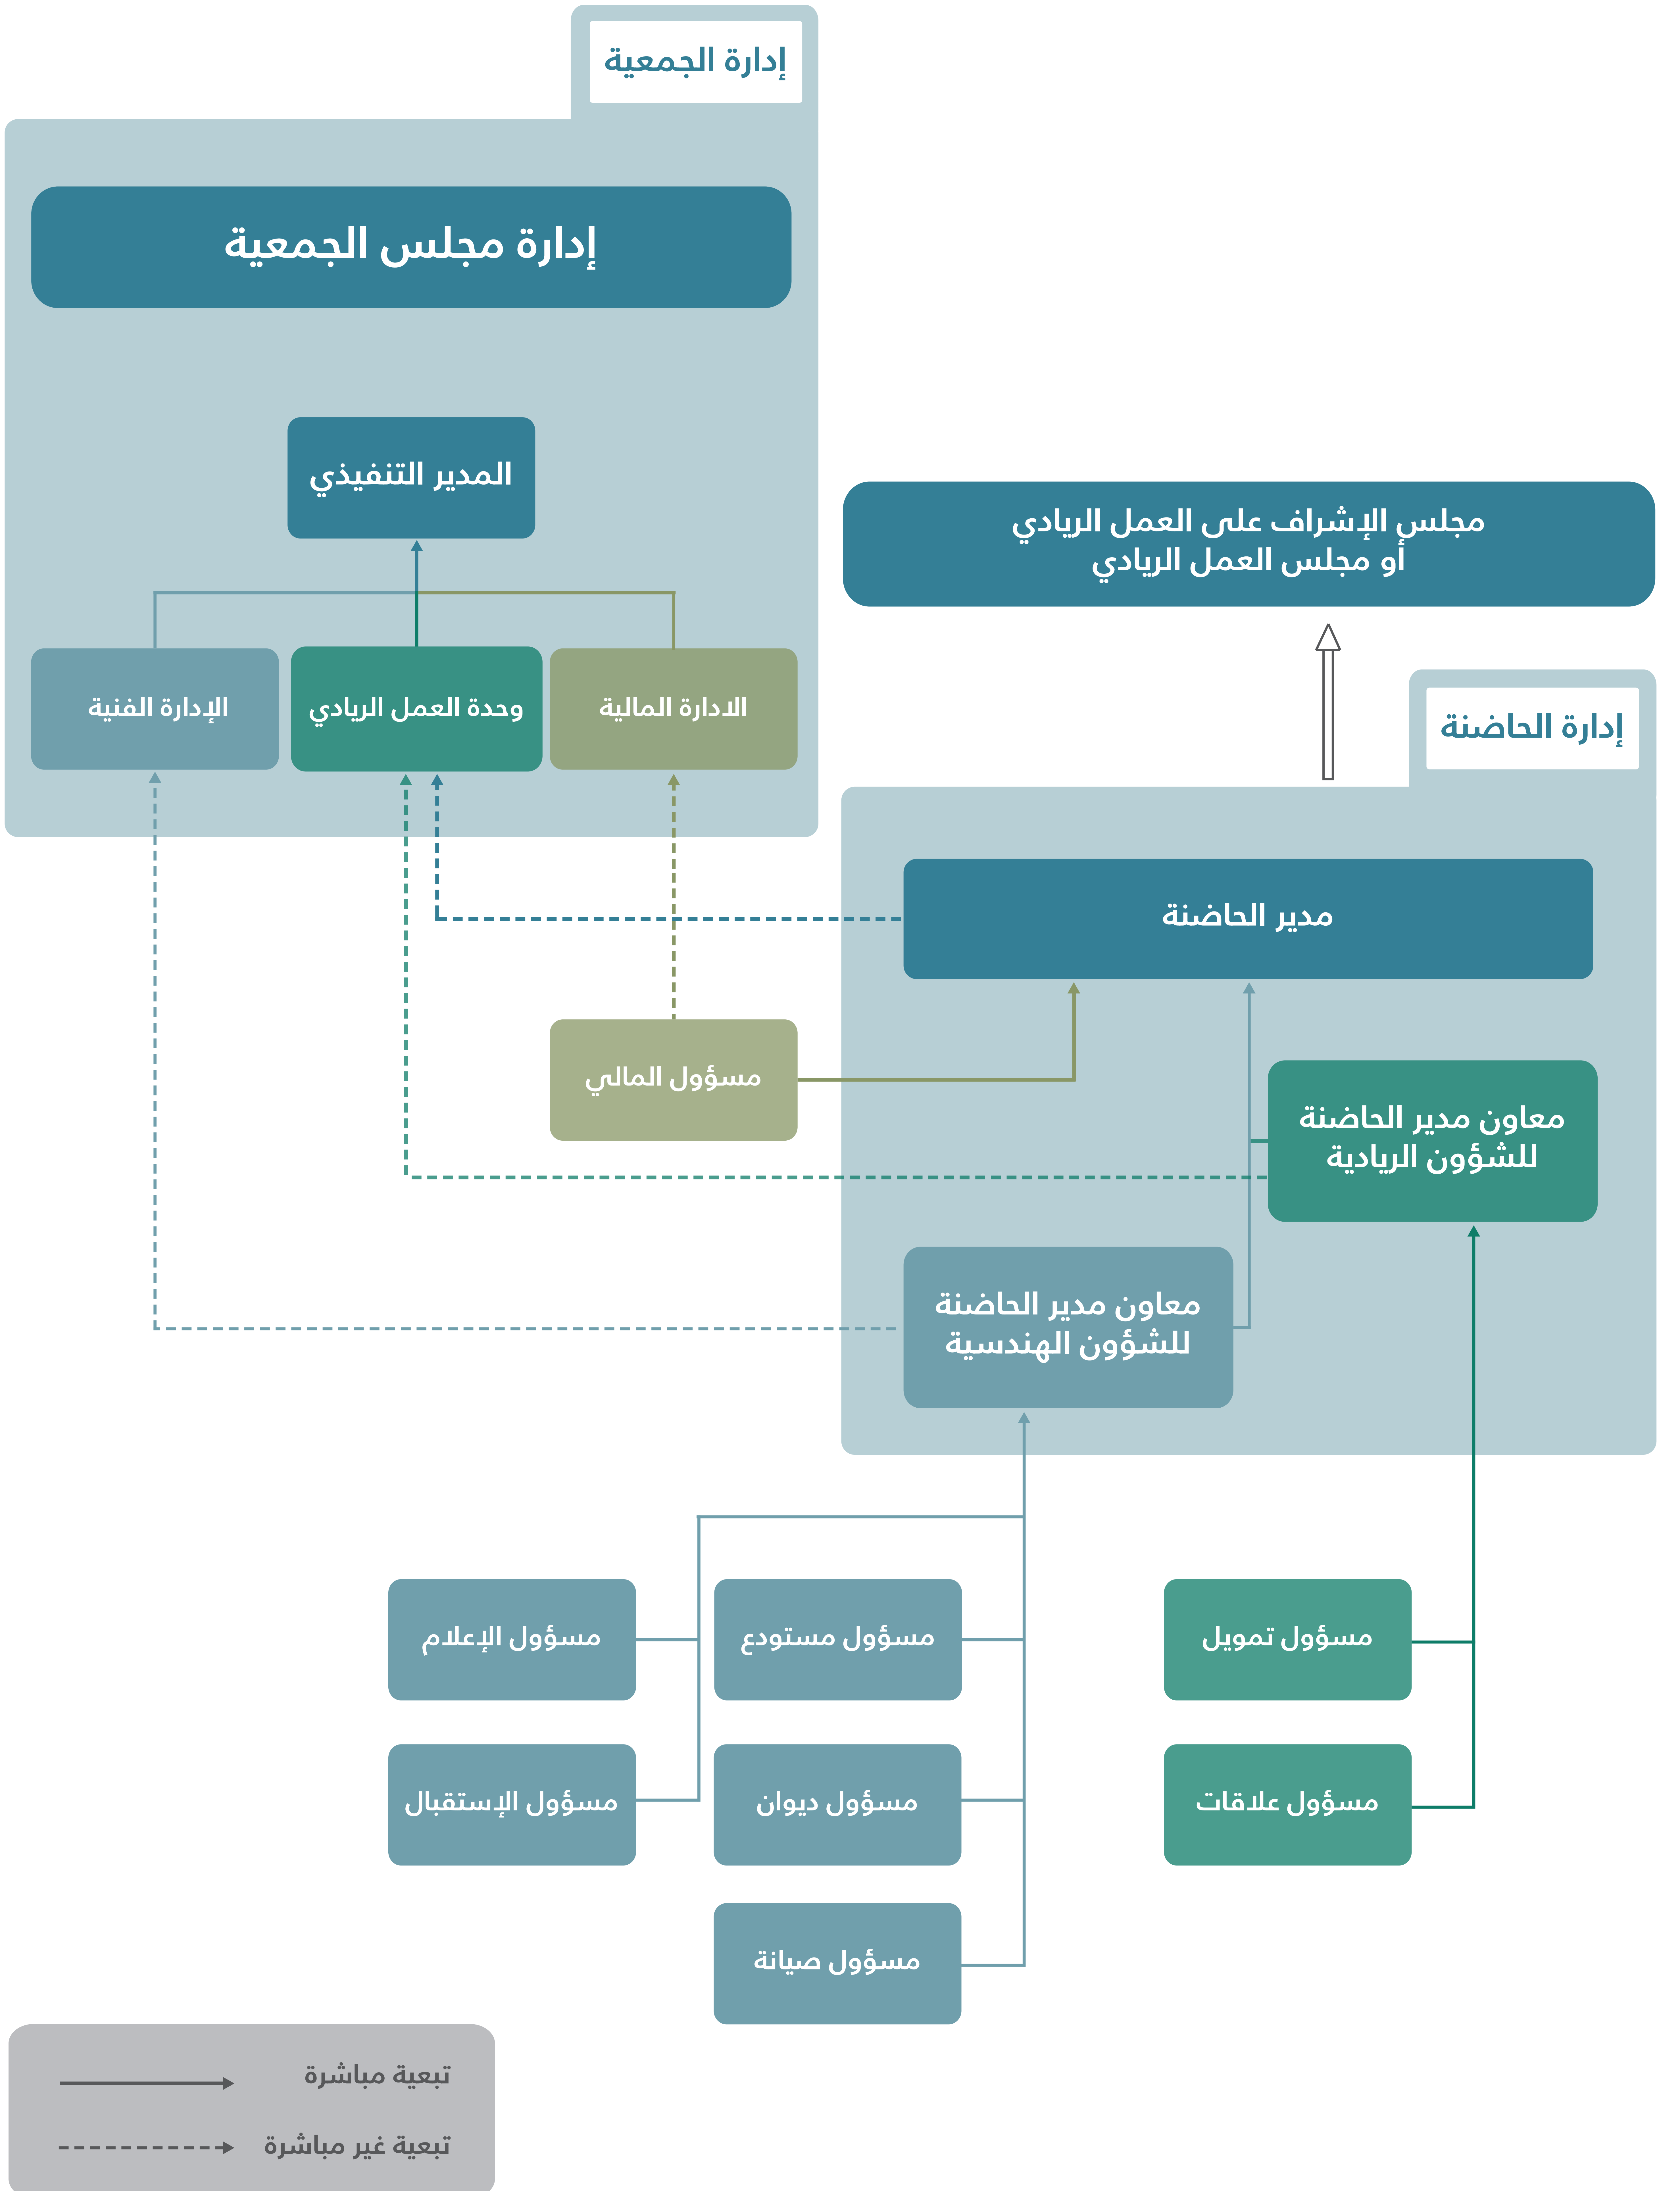 إدارة الجمعية
إدارة مجلس الجمعية
المدير التنفيذي
الادارة المالية
وحدة العمل الريادي
الإدارة الفنية
مجلس الإشراف على العمل الريادي
أو مجلس العمل الريادي
إدارة الحاضنة
مدير الحاضنة
مسؤول المالي
معاون مدير الحاضنة
للشؤون الريادية
معاون مدير الحاضنة
للشؤون الهندسية
مسؤول تمويل
مسؤول مستودع
مسؤول الإعلام
مسؤول علاقات
مسؤول ديوان
مسؤول الإستقبال
مسؤول صيانة
تبعية مباشرة
تبعية غير مباشرة